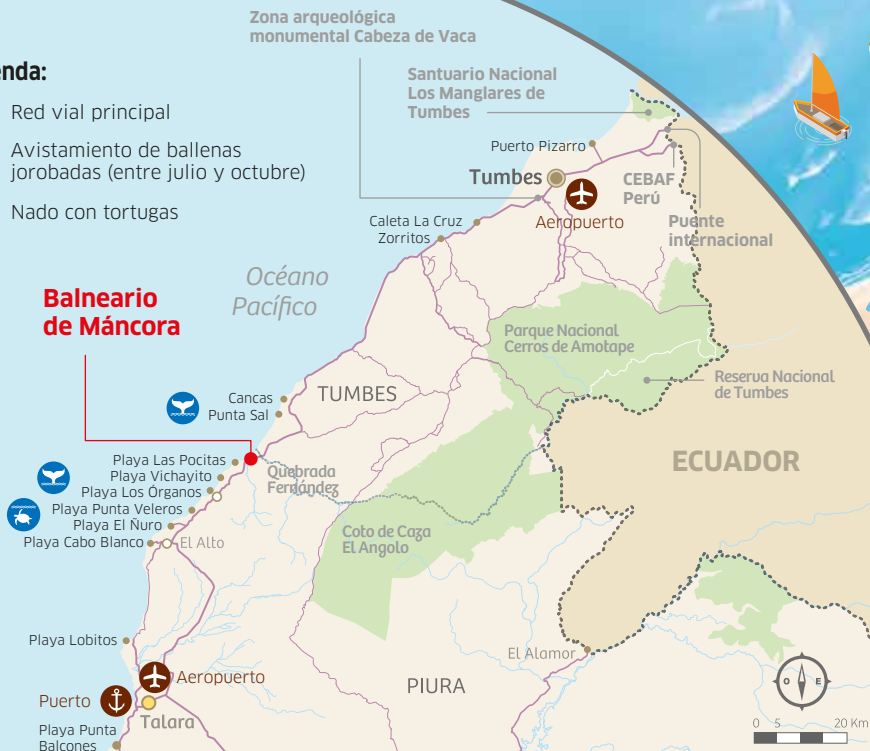 Zona arqueológica
monumental Cabeza de Vaca
enda:
Red vial principal
Avistamiento de ballenas
jorobadas (entre julio y octubre)
Nado con tortugas
Santuario Nacional
Los Manglares de
Tumbes
Puerto Pizarro
Tumbes
CEBAF
Perú
Aeropuerto
Puente
internacional
Caleta La Cruz
Zorritos
Océano
Pacífico
Balneario
de Máncora
Parque Nacional
Cerros de Amotape
Reserva Nacional
de Tumbes
TUMBES
Cancas
Punta Sal
ECUADOR
Playa Las Pocitas
Playa Vichayito
Playa Los Órganos
Playa Punta Veleros
Playa El Ñuro
Playa Cabo Blanco
El Alto
Quebrada
Fernández
Coto de Caza
El Angolo
Playa Lobitos
El Alamor
Aeropuerto
PIURA
Puerto
Talara
Playa Punta
Balcones
O E
0 5 20 Km